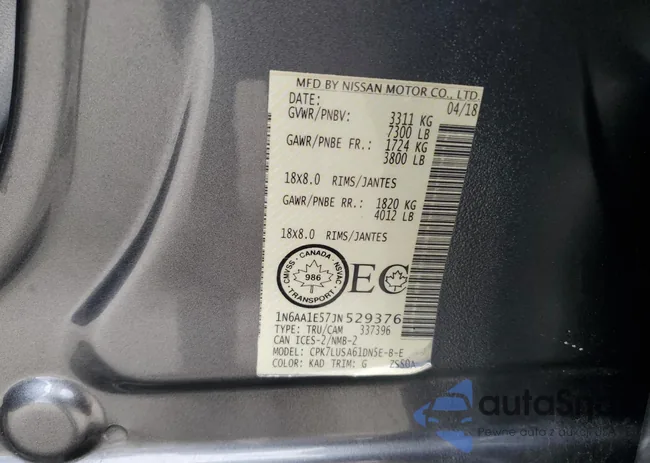 MFD BY NISSAN MOTOR CO., LTD.
DATE: 04/18
GVWR/PNBV: 3311 KG
7300 LB
GAWR/PNBE FR.: 1724 KG
3800 LB
18x8.0 RIMS/JANTES
GAWR/PNBE RR.: 1820 KG
4012 LB
18x8.0 RIMS/JANTES
CMVSS · CANADA · NSVAC
986
TRANSPORT
EC
1N6AA1E57JN529376
TYPE: TRU/CAM 337396
CAN ICES-2/NMB-2
MODEL: CPK7LUSA61DN5E-B-E
COLOR: KAD TRIM: G
Pewne auta z aukcji